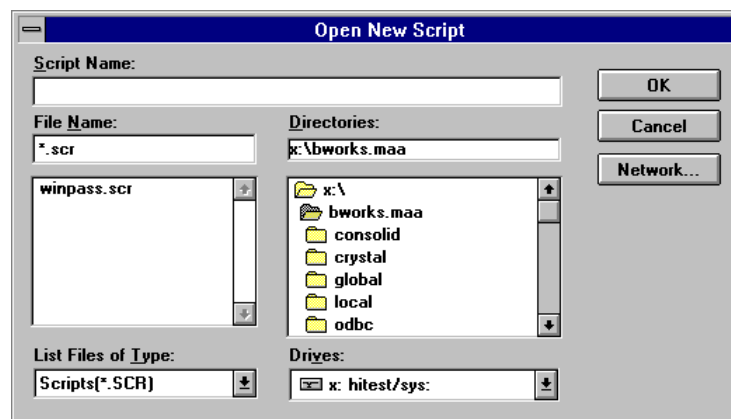 Open New Script
Script Name:
OK
File Name:
Directories:
Cancel
*.scr
x:\bworks.maa
Network...
winpass.scr
x:\
bworks.maa
consolid
crystal
global
local
odbc
List Files of Type:
Drives:
Scripts(*.SCR)
x: hitest/sys: